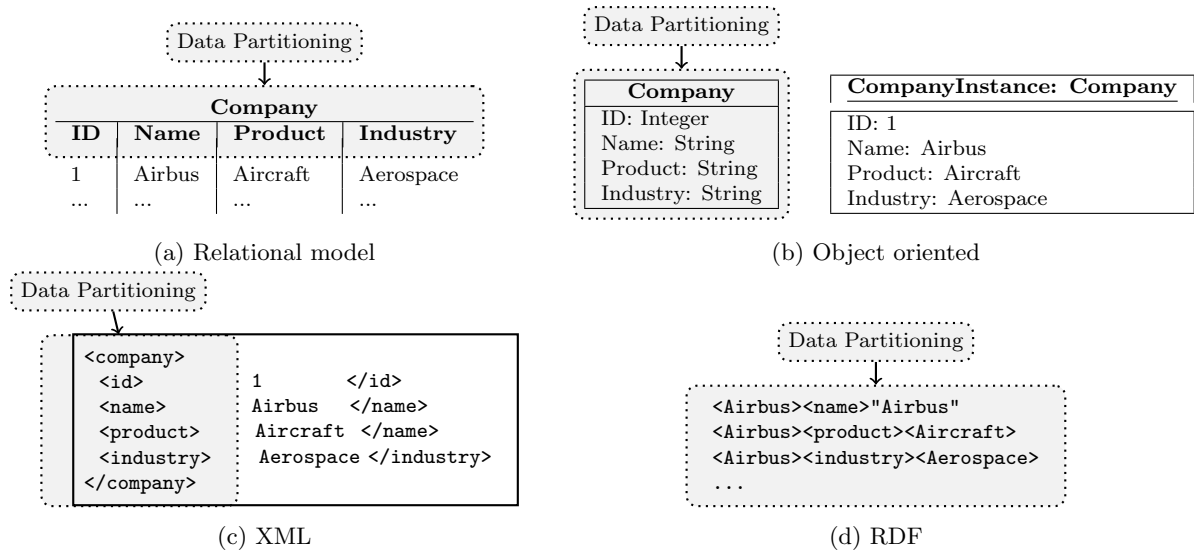 Data Partitioning
Company
ID Name Product Industry
1 Airbus Aircraft Aerospace
... ... ... ...
(a) Relational model
Data Partitioning
Company
ID: Integer
Name: String
Product: String
Industry: String
CompanyInstance: Company
ID: 1
Name: Airbus
Product: Aircraft
Industry: Aerospace
(b) Object oriented
Data Partitioning
<company>
<id> 1 </id>
<name> Airbus </name>
<product> Aircraft </name>
<industry> Aerospace </industry>
</company>
(c) XML
Data Partitioning
<Airbus><name>"Airbus"
<Airbus><product><Aircraft>
<Airbus><industry><Aerospace>
...
(d) RDF